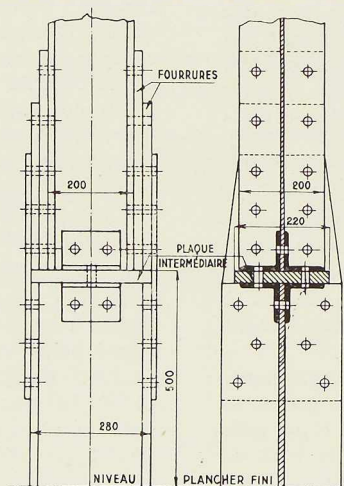 FOURRURES
200
200
220
PLAQUE
INTERMÉDIAIRE
500
280
NIVEAU PLANCHER FINI